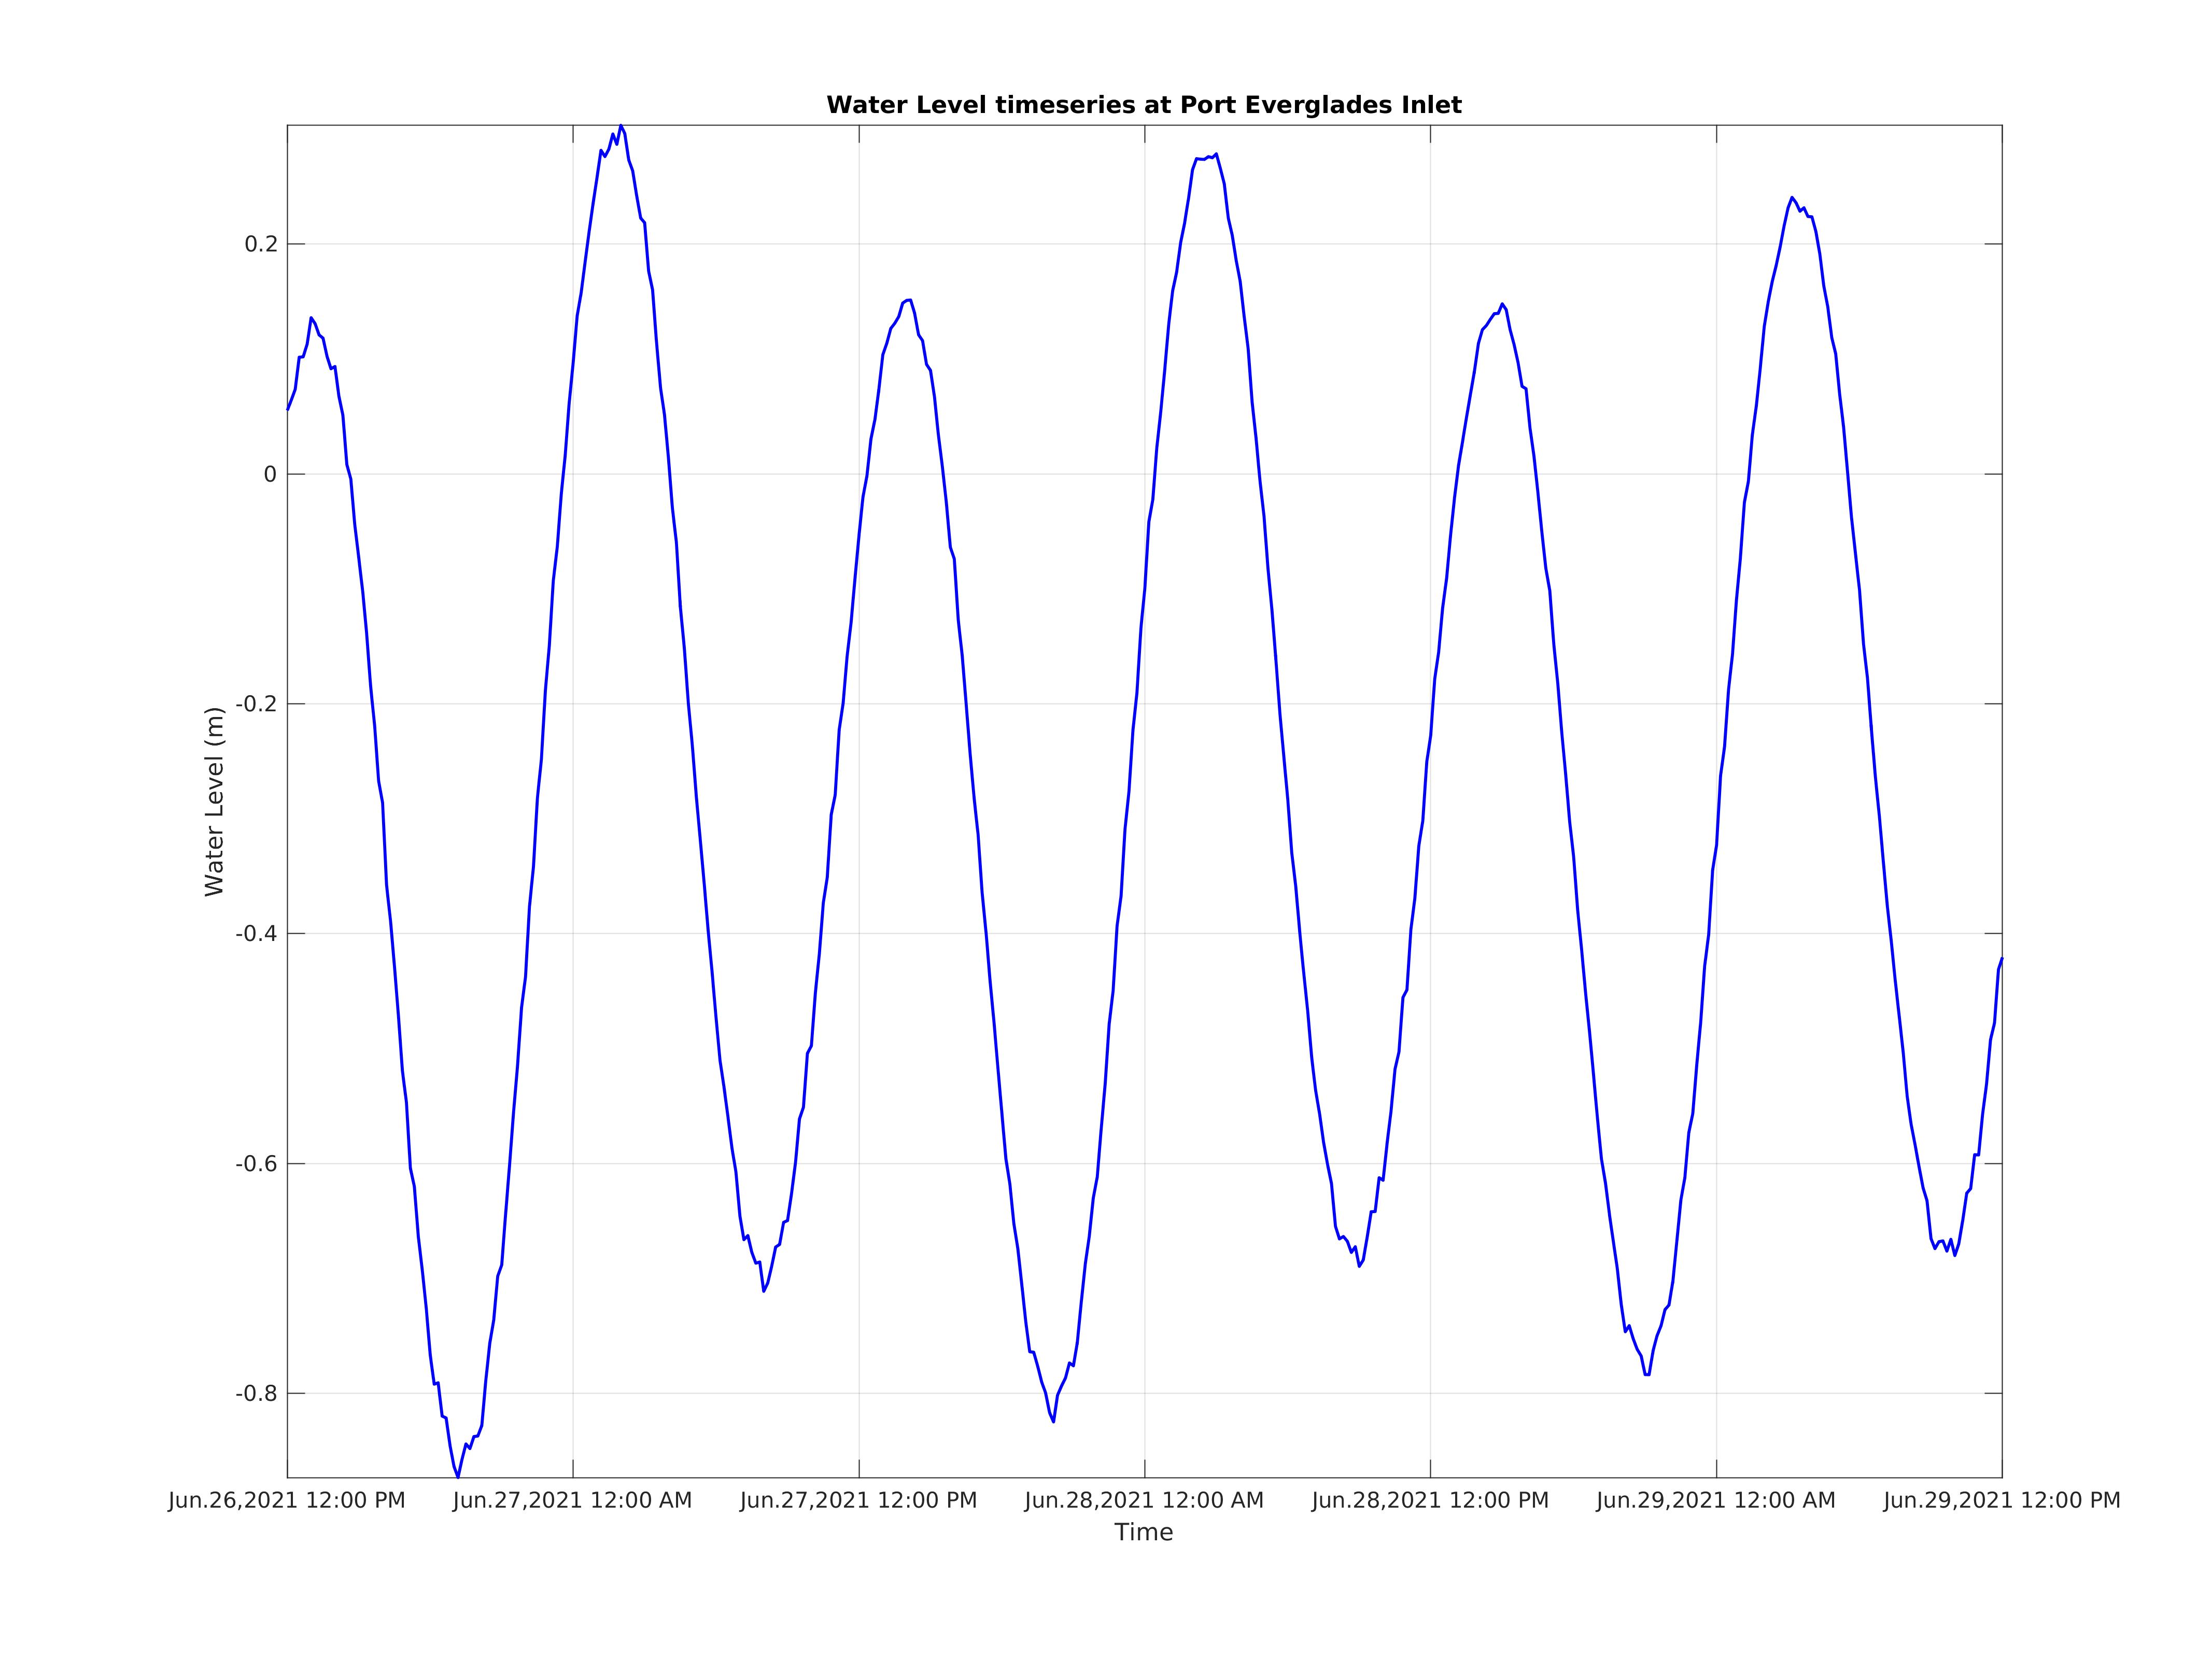 Water Level timeseries at Port Everglades Inlet
0.2
0
-0.2
-0.4
-0.6
-0.8
Water Level (m)
Jun.26,2021 12:00 PM
Jun.27,2021 12:00 AM
Jun.27,2021 12:00 PM
Jun.28,2021 12:00 AM
Jun.28,2021 12:00 PM
Jun.29,2021 12:00 AM
Jun.29,2021 12:00 PM
Time